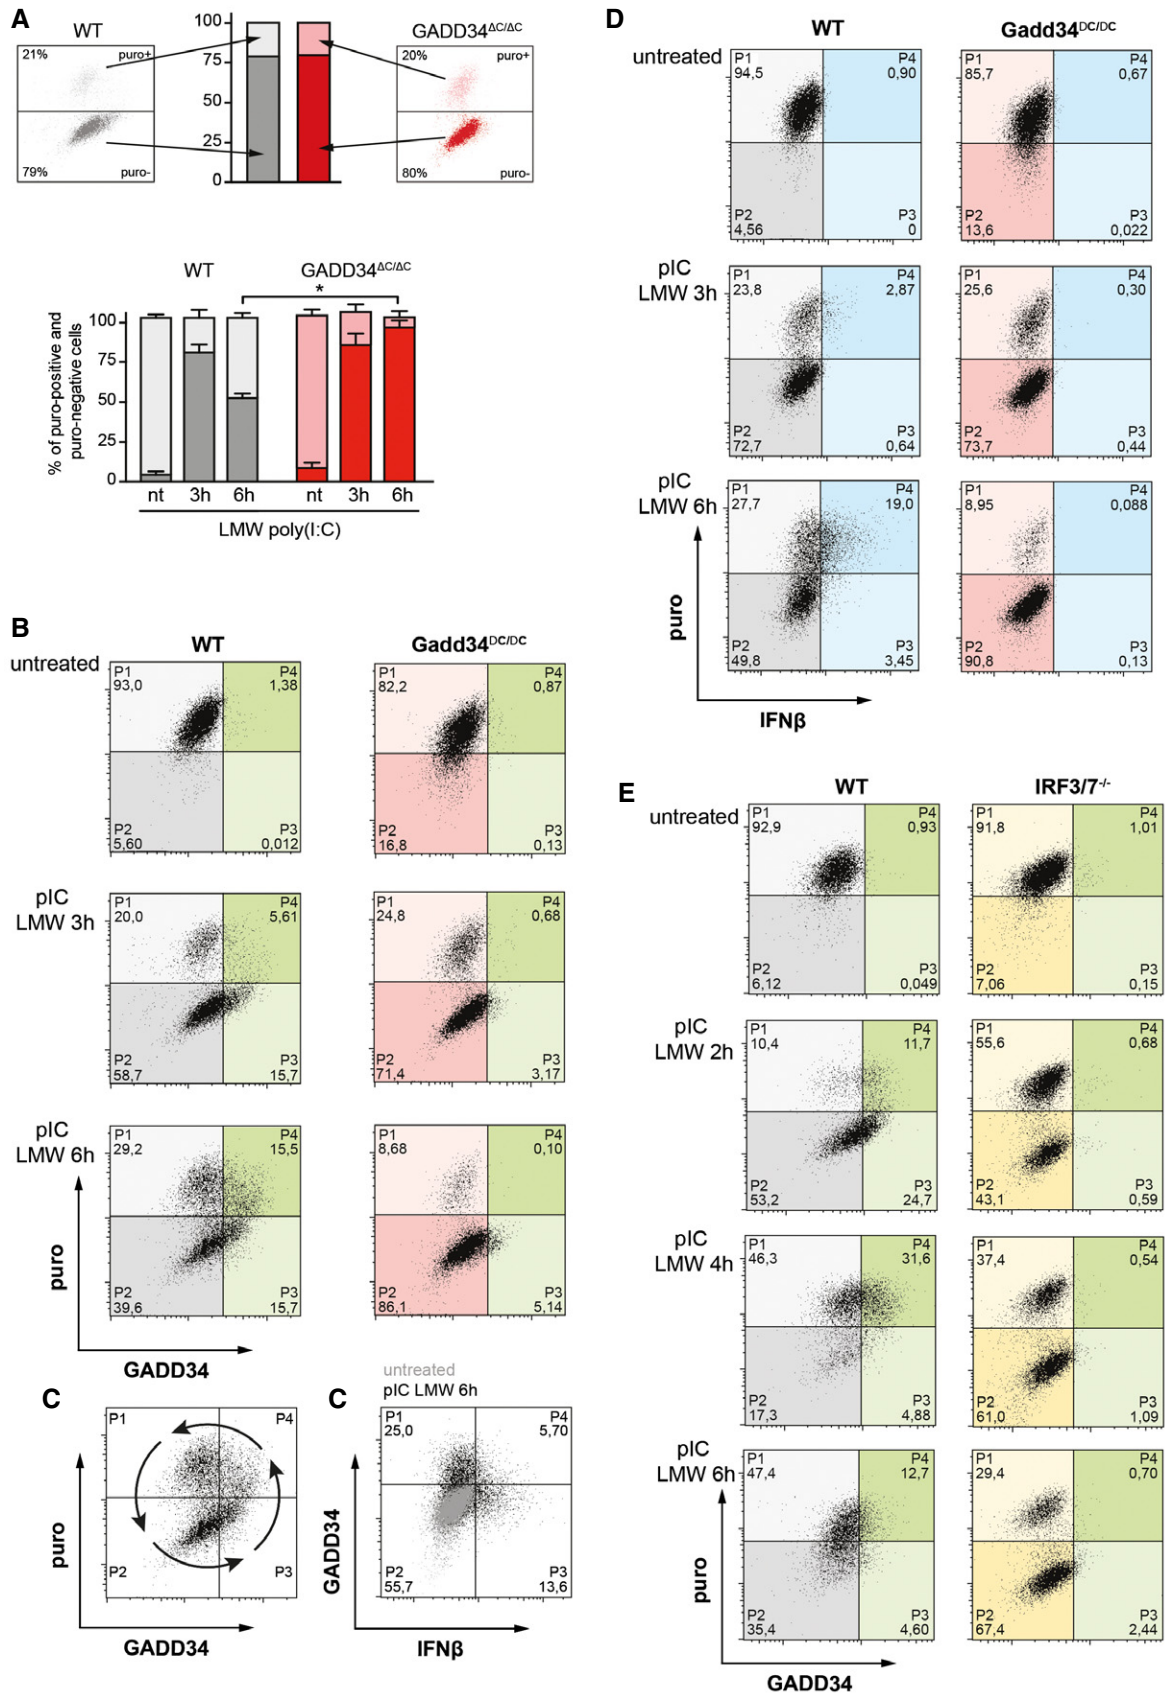 A
WT
GADD34ΔC/ΔC
100
75
50
25
0
21%
puro+
79%
puro-
20%
puro+
80%
puro-
WT
GADD34ΔC/ΔC
*
% of puro-positive and
puro-negative cells
100
75
50
25
0
nt 3h 6h nt 3h 6h
LMW poly(I:C)
B
WT
Gadd34DC/DC
untreated
P1
93,0
P4
1,38
P2
5,60
P3
0,012
P1
82,2
P4
0,87
P2
16,8
P3
0,13
pIC
LMW 3h
P1
20,0
P4
5,61
P2
58,7
P3
15,7
P1
24,8
P4
0,68
P2
71,4
P3
3,17
pIC
LMW 6h
P1
29,2
P4
15,5
P2
39,6
P3
15,7
P1
8,68
P4
0,10
P2
86,1
P3
5,14
puro
GADD34
C
P1
P4
P2
P3
puro
GADD34
C
untreated
pIC LMW 6h
P1
25,0
P4
5,70
P2
55,7
P3
13,6
GADD34
IFNβ
D
WT
Gadd34DC/DC
untreated
P1
94,5
P4
0,90
P2
4,56
P3
0
P1
85,7
P4
0,67
P2
13,6
P3
0,022
pIC
LMW 3h
P1
23,8
P4
2,87
P2
72,7
P3
0,64
P1
25,6
P4
0,30
P2
73,7
P3
0,44
pIC
LMW 6h
P1
27,7
P4
19,0
P2
49,8
P3
3,45
P1
8,95
P4
0,088
P2
90,8
P3
0,13
puro
IFNβ
E
WT
IRF3/7-/-
untreated
P1
92,9
P4
0,93
P2
6,12
P3
0,049
P1
91,8
P4
1,01
P2
7,06
P3
0,15
pIC
LMW 2h
P1
10,4
P4
11,7
P2
53,2
P3
24,7
P1
55,6
P4
0,68
P2
43,1
P3
0,59
pIC
LMW 4h
P1
46,3
P4
31,6
P2
17,3
P3
4,88
P1
37,4
P4
0,54
P2
61,0
P3
1,09
pIC
LMW 6h
P1
47,4
P4
12,7
P2
35,4
P3
4,60
P1
29,4
P4
0,70
P2
67,4
P3
2,44
puro
GADD34